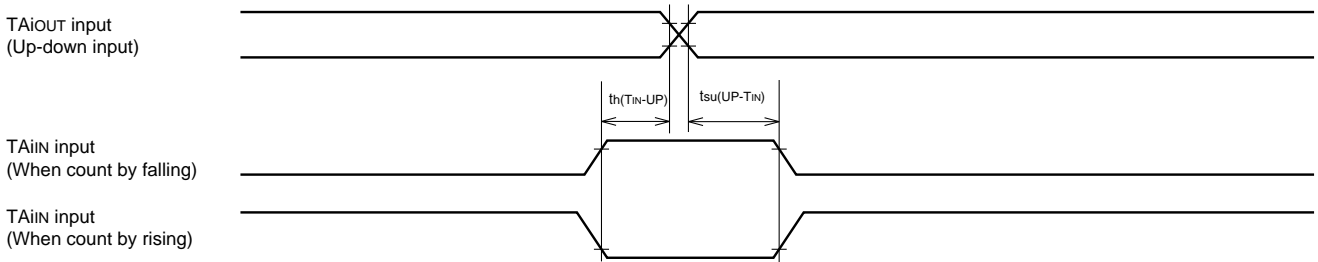 TAiOUT input
(Up-down input)
th(TIN-UP)
tsu(UP-TIN)
TAiIN input
(When count by falling)
TAiIN input
(When count by rising)